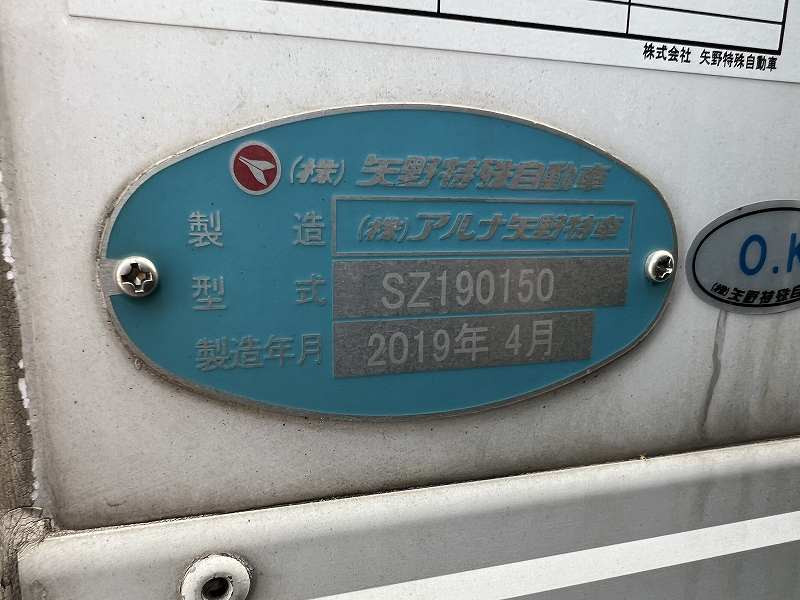 株式会社 矢野特殊自動車
(株) 矢野特殊自動車
製造 (株)アルナ矢野特車
型式 SZ190150
製造年月 2019年 4月
O.K
(株)矢野特殊自